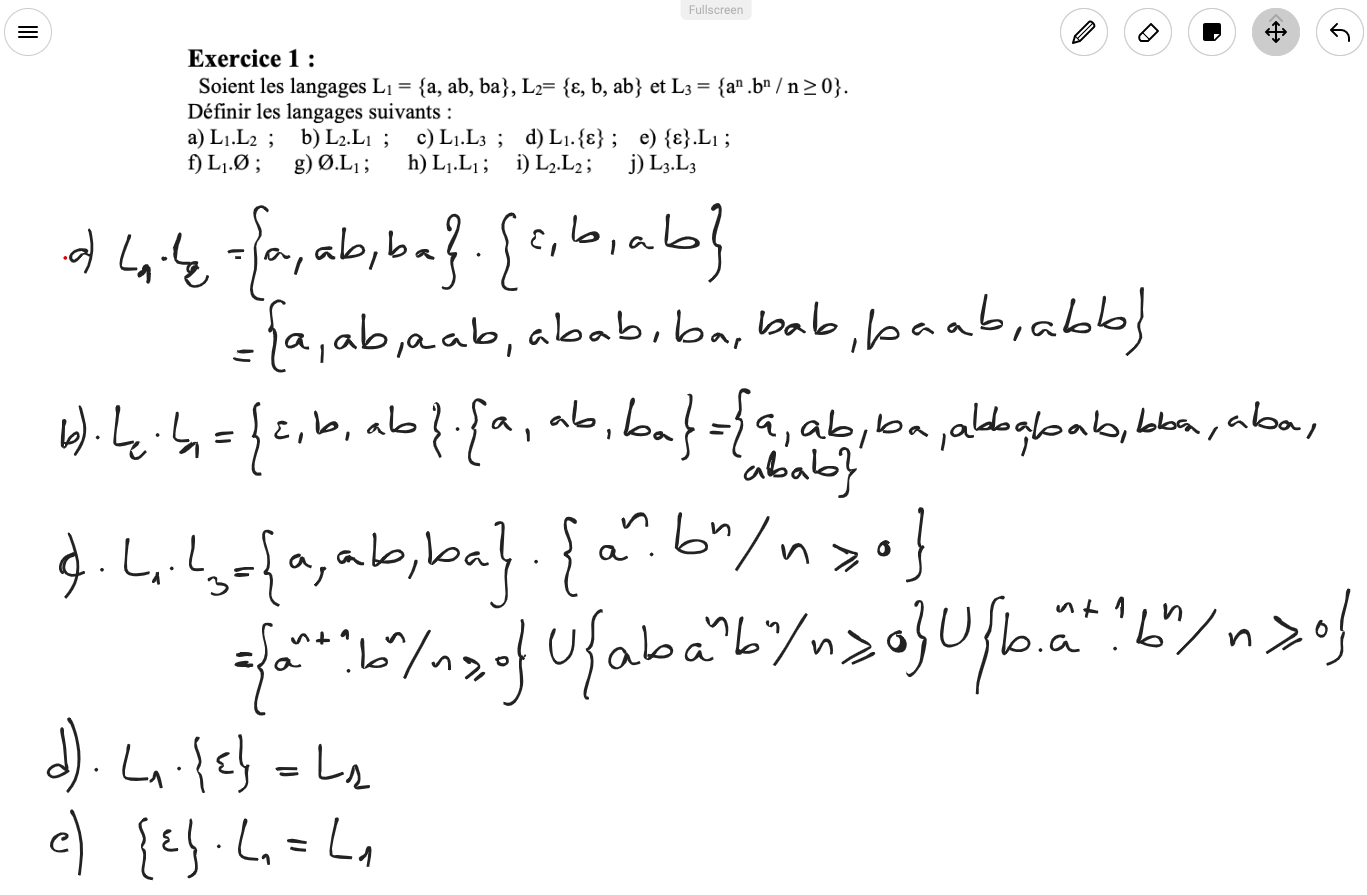 Fullscreen
Exercice 1 :
Soient les langages L₁ = {a, ab, ba}, L₂= {ε, b, ab} et L₃ = {aⁿ .bⁿ / n ≥ 0}.
Définir les langages suivants :
a) L₁.L₂ ; b) L₂.L₁ ; c) L₁.L₃ ; d) L₁.{ε} ; e) {ε}.L₁ ;
f) L₁.Ø ; g) Ø.L₁ ; h) L₁.L₁ ; i) L₂.L₂ ; j) L₃.L₃
.a) L₁.L₂ = {a, ab, ba} . {ε, b, ab}
= {a, ab, aab, abab, ba, bab, baab, abb}
b). L₂ . L₁ = {ε, b, ab} . {a, ab, ba} = {a, ab, ba, abba, bab, bba, aba,
abab}
c). L₁ . L₃ = {a, ab, ba} . {aⁿ . bⁿ / n ≥ 0}
= {aⁿ⁺¹ . bⁿ / n ≥ 0} U {ab aⁿ bⁿ / n ≥ 0} U {b.aⁿ⁺¹ . bⁿ / n ≥ 0}
d). L₁ . {ε} = L₁
e) {ε} . L₁ = L₁